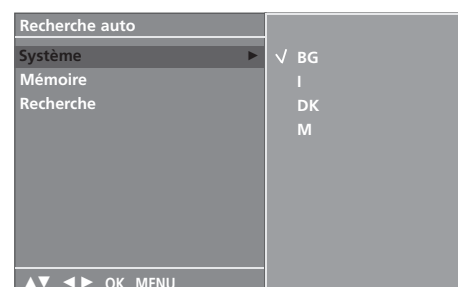 Recherche auto
Système ►
Mémoire
Recherche
▲▼ ◄► OK MENU
√ BG
I
DK
M